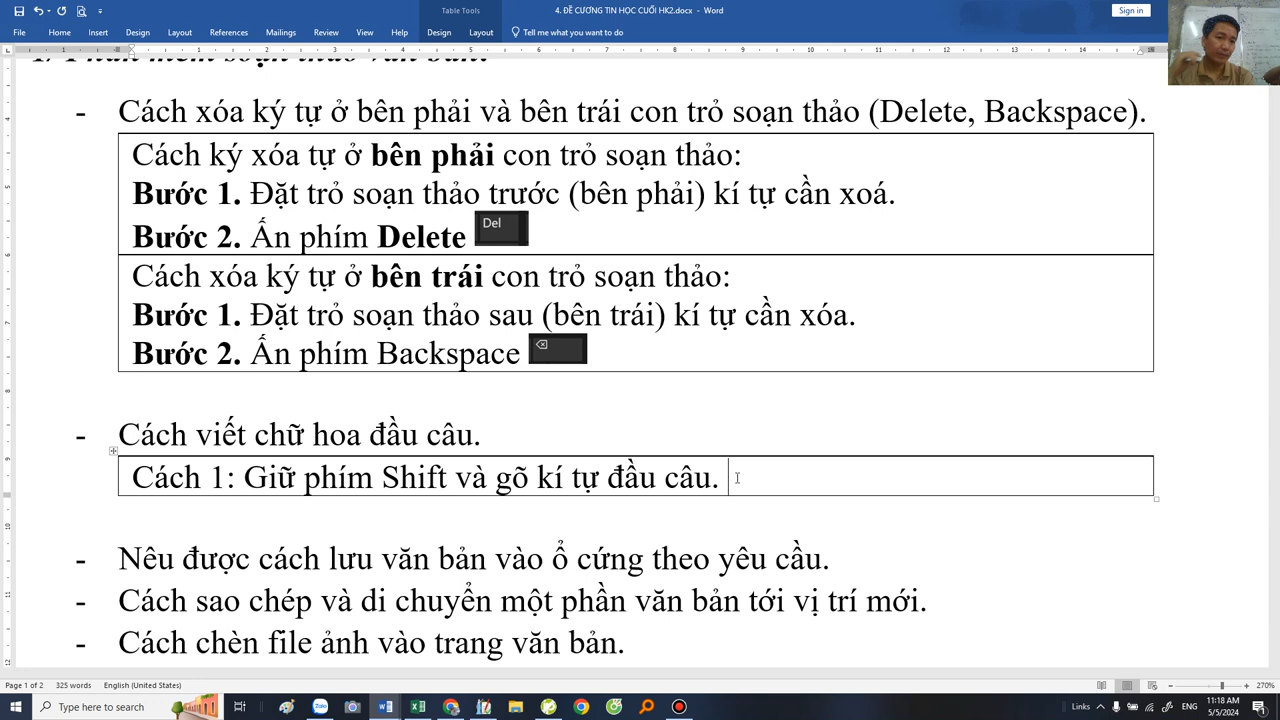 4. ĐỀ CƯƠNG TIN HỌC CUỐI HK2.docx - Word
Table Tools
Sign in
File Home Insert Design Layout References Mailings Review View Help Design Layout Tell me what you want to do
- Cách xóa ký tự ở bên phải và bên trái con trỏ soạn thảo (Delete, Backspace).
Cách ký xóa tự ở bên phải con trỏ soạn thảo:
Bước 1. Đặt trỏ soạn thảo trước (bên phải) kí tự cần xoá.
Bước 2. Ấn phím Delete Del
Cách xóa ký tự ở bên trái con trỏ soạn thảo:
Bước 1. Đặt trỏ soạn thảo sau (bên trái) kí tự cần xóa.
Bước 2. Ấn phím Backspace
- Cách viết chữ hoa đầu câu.
Cách 1: Giữ phím Shift và gõ kí tự đầu câu.
- Nêu được cách lưu văn bản vào ổ cứng theo yêu cầu.
- Cách sao chép và di chuyển một phần văn bản tới vị trí mới.
- Cách chèn file ảnh vào trang văn bản.
Page 1 of 2 325 words English (United States) 270%
Type here to search
Links ENG 11:18 AM
5/5/2024